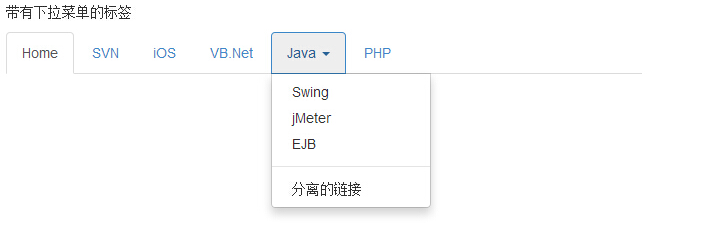 带有下拉菜单的标签
Home SVN iOS VB.Net Java PHP
Swing
jMeter
EJB
分离的链接